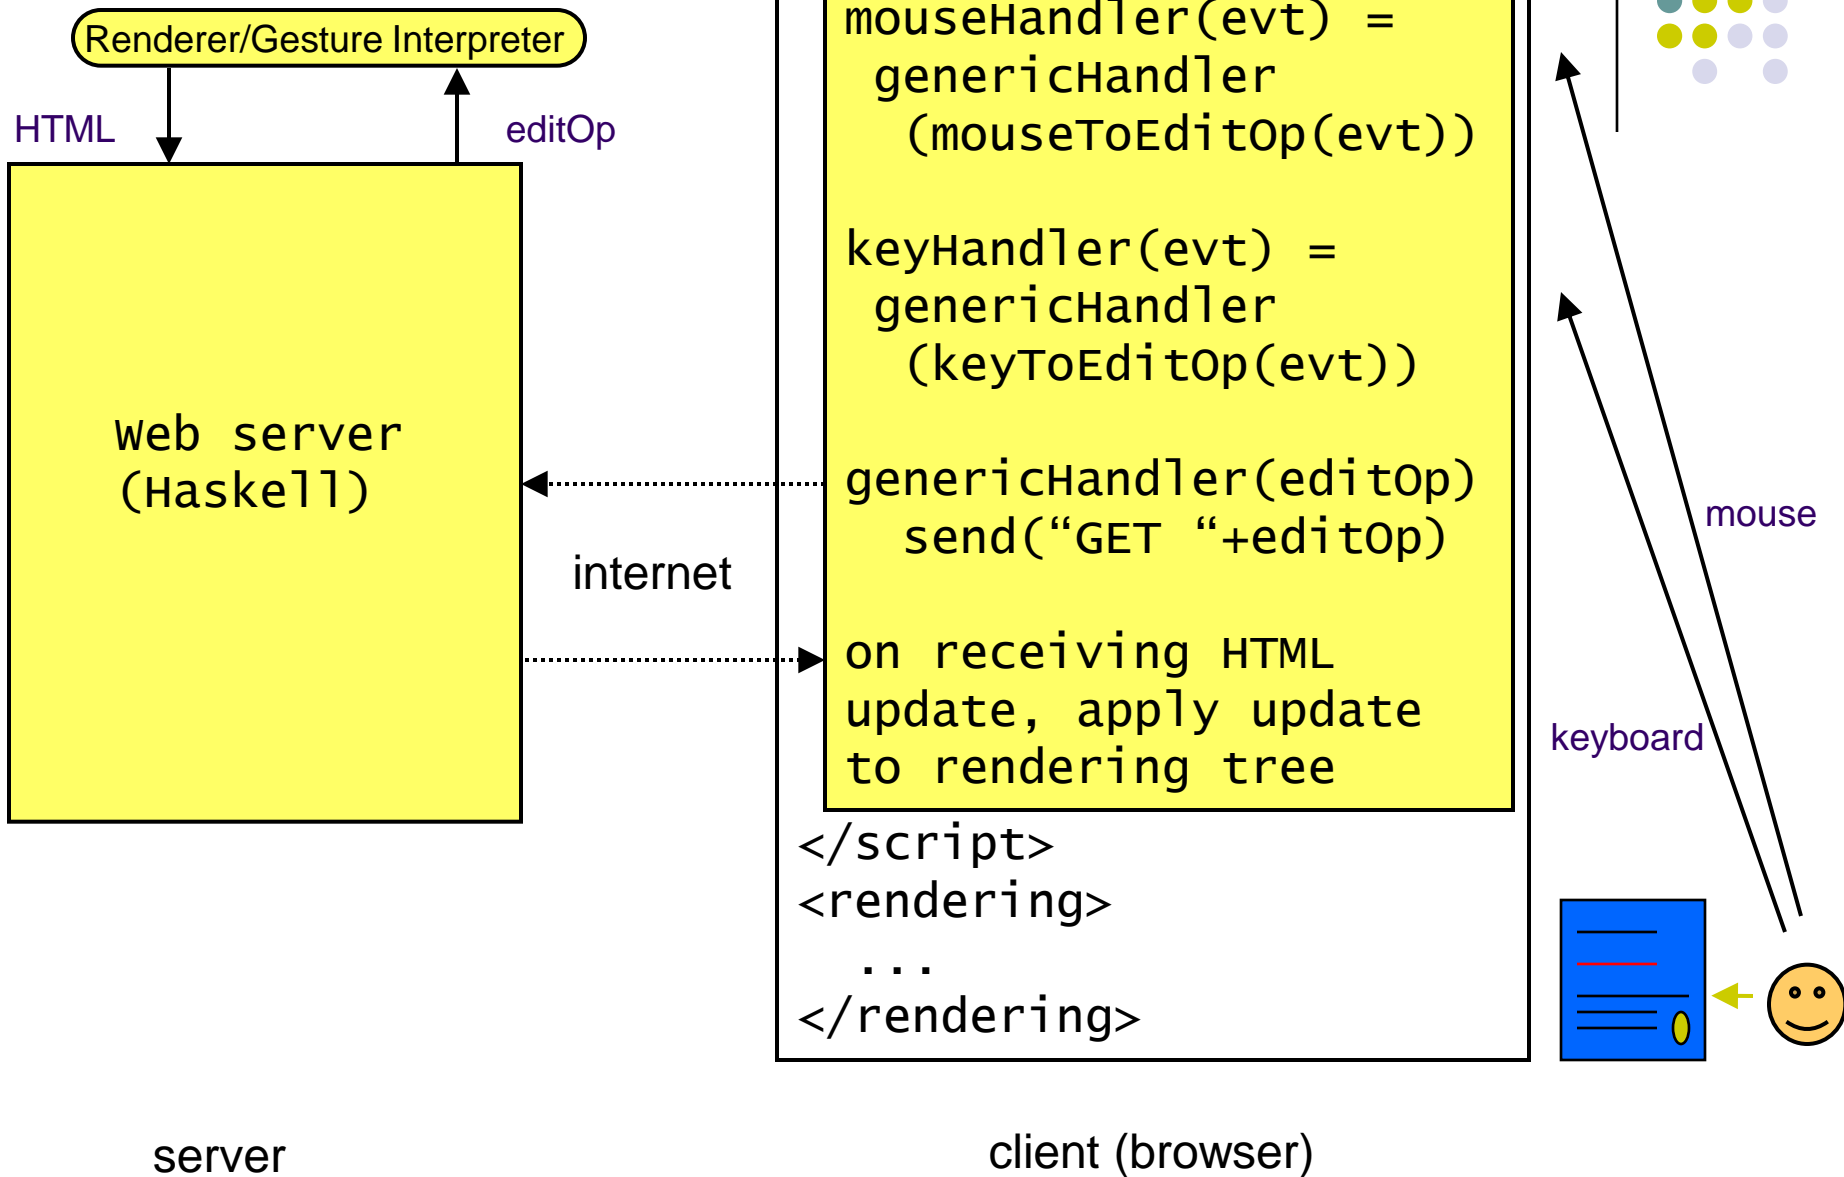 Renderer/Gesture Interpreter
HTML
editOp
Web server
(Haskell)
internet
mouseHandler(evt) =
genericHandler
(mouseToEditOp(evt))
keyHandler(evt) =
genericHandler
(keyToEditOp(evt))
genericHandler(editOp)
send(“GET “+editOp)
on receiving HTML
update, apply update
to rendering tree
</script>
<rendering>
...
</rendering>
mouse
keyboard
server
client (browser)